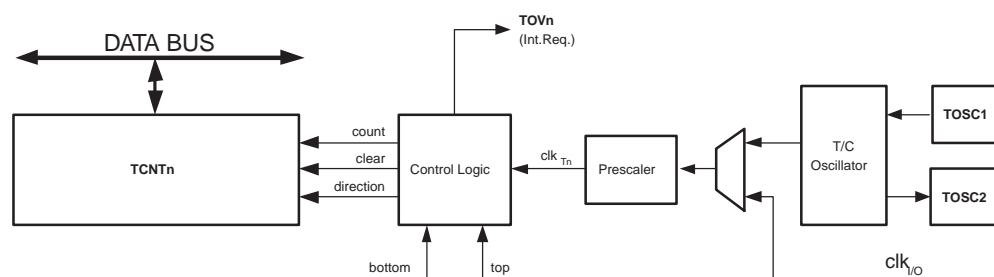 TOVn
(Int.Req.)
DATA BUS
TOSC1
count
T/C
Oscillator
TCNTn
clear
Control Logic
clk Tn
Prescaler
direction
TOSC2
bottom
top
clk I/O